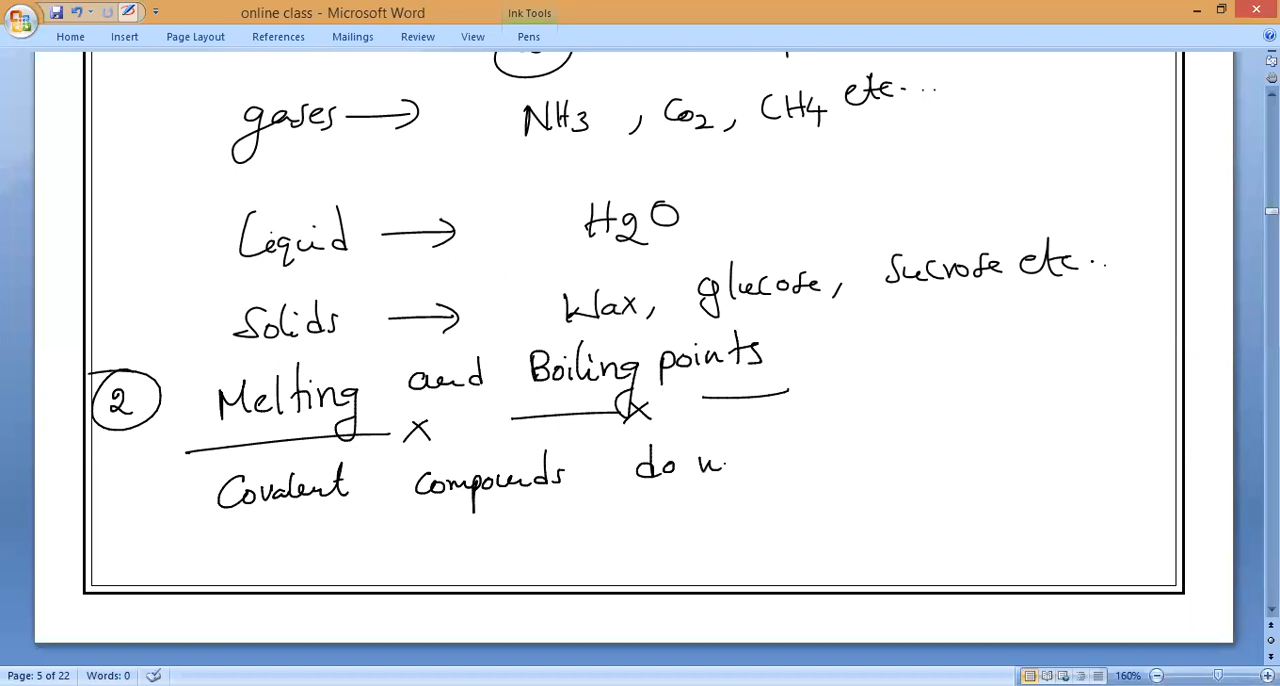 online class - Microsoft Word
Ink Tools
Home Insert Page Layout References Mailings Review View Pens
gases → NH3 , CO2 , CH4 etc...
Liquid → H2O
Solids → Wax, glucose, sucrose etc..
2 Melting and Boiling points
x x
Covalent compounds do n
Page: 5 of 22 Words: 0 160%